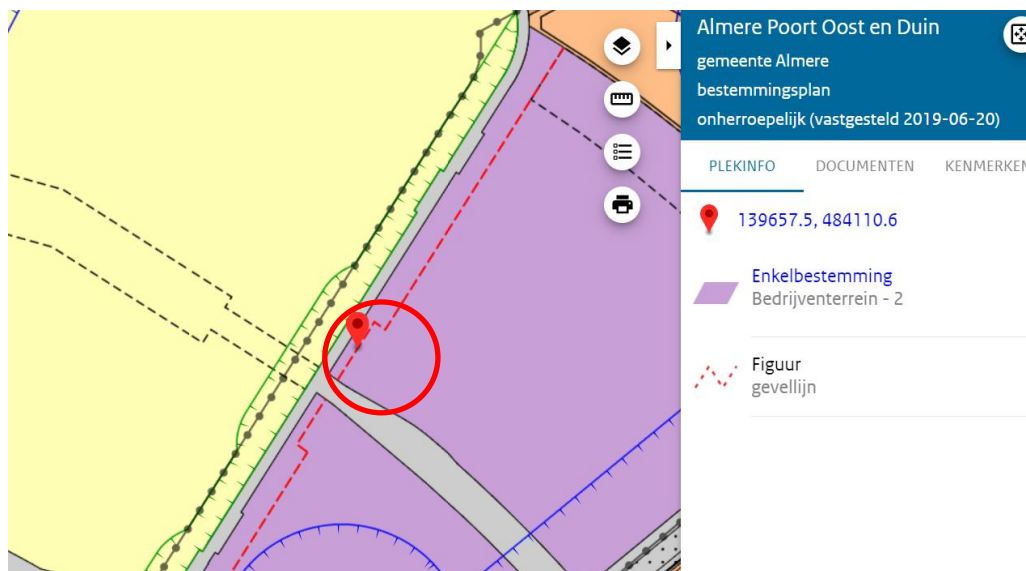 Almere Poort Oost en Duin
gemeente Almere
bestemmingsplan
onherroepelijk (vastgesteld 2019-06-20)
PLEKINFO DOCUMENTEN KENMERKEN
139657.5, 484110.6
Enkelbestemming
Bedrijventerrein - 2
Figuur
gevellijn